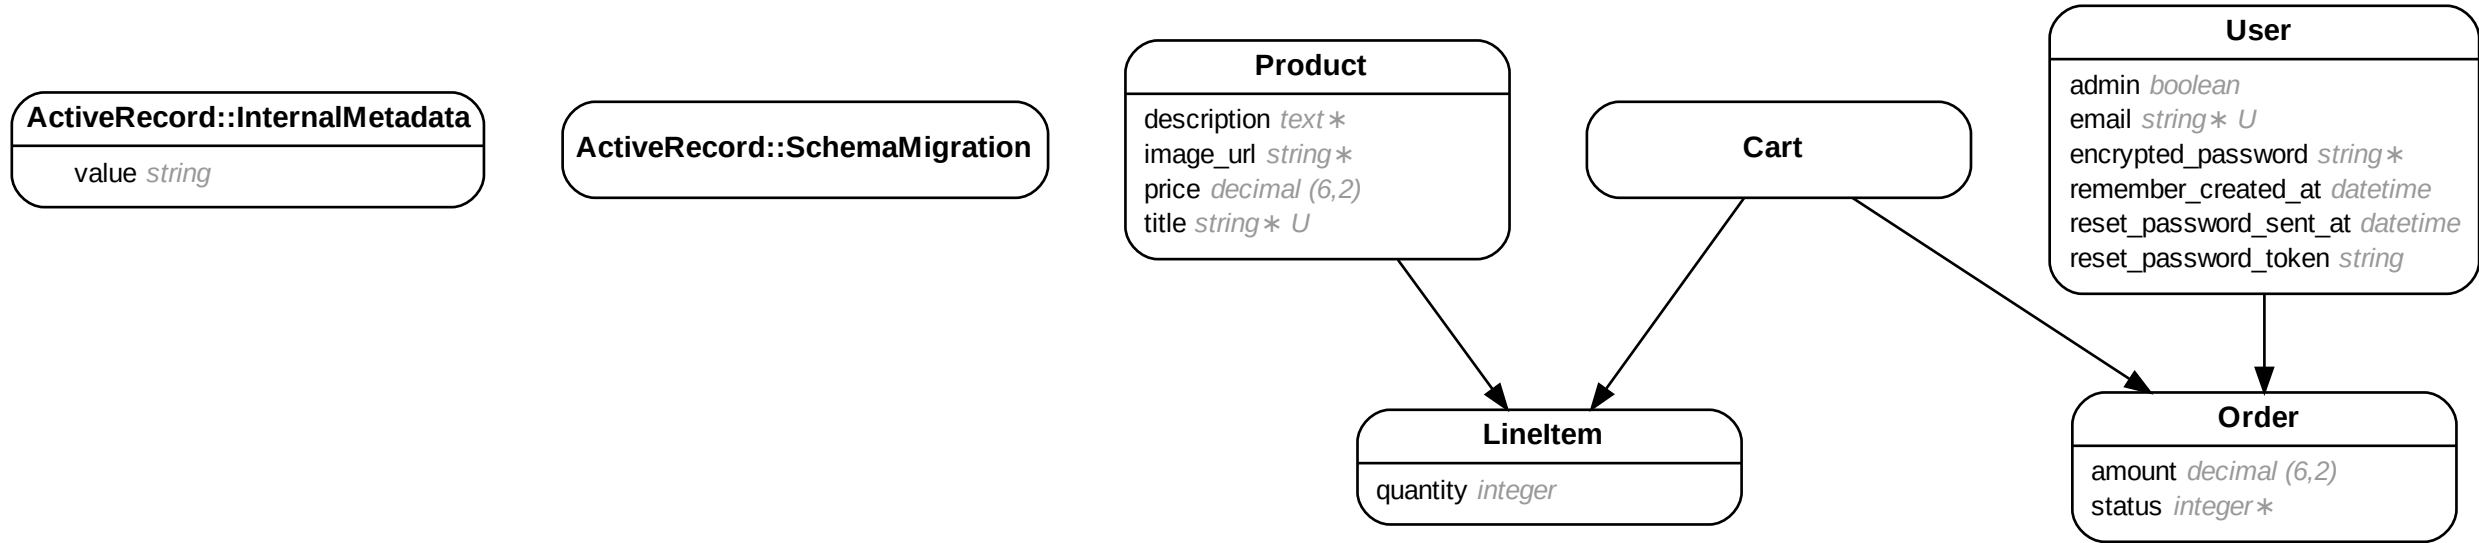 ActiveRecord::InternalMetadata
value string
ActiveRecord::SchemaMigration
Product
description text∗
image_url string∗
price decimal (6,2)
title string∗ U
Cart
User
admin boolean
email string∗ U
encrypted_password string∗
remember_created_at datetime
reset_password_sent_at datetime
reset_password_token string
LineItem
quantity integer
Order
amount decimal (6,2)
status integer∗